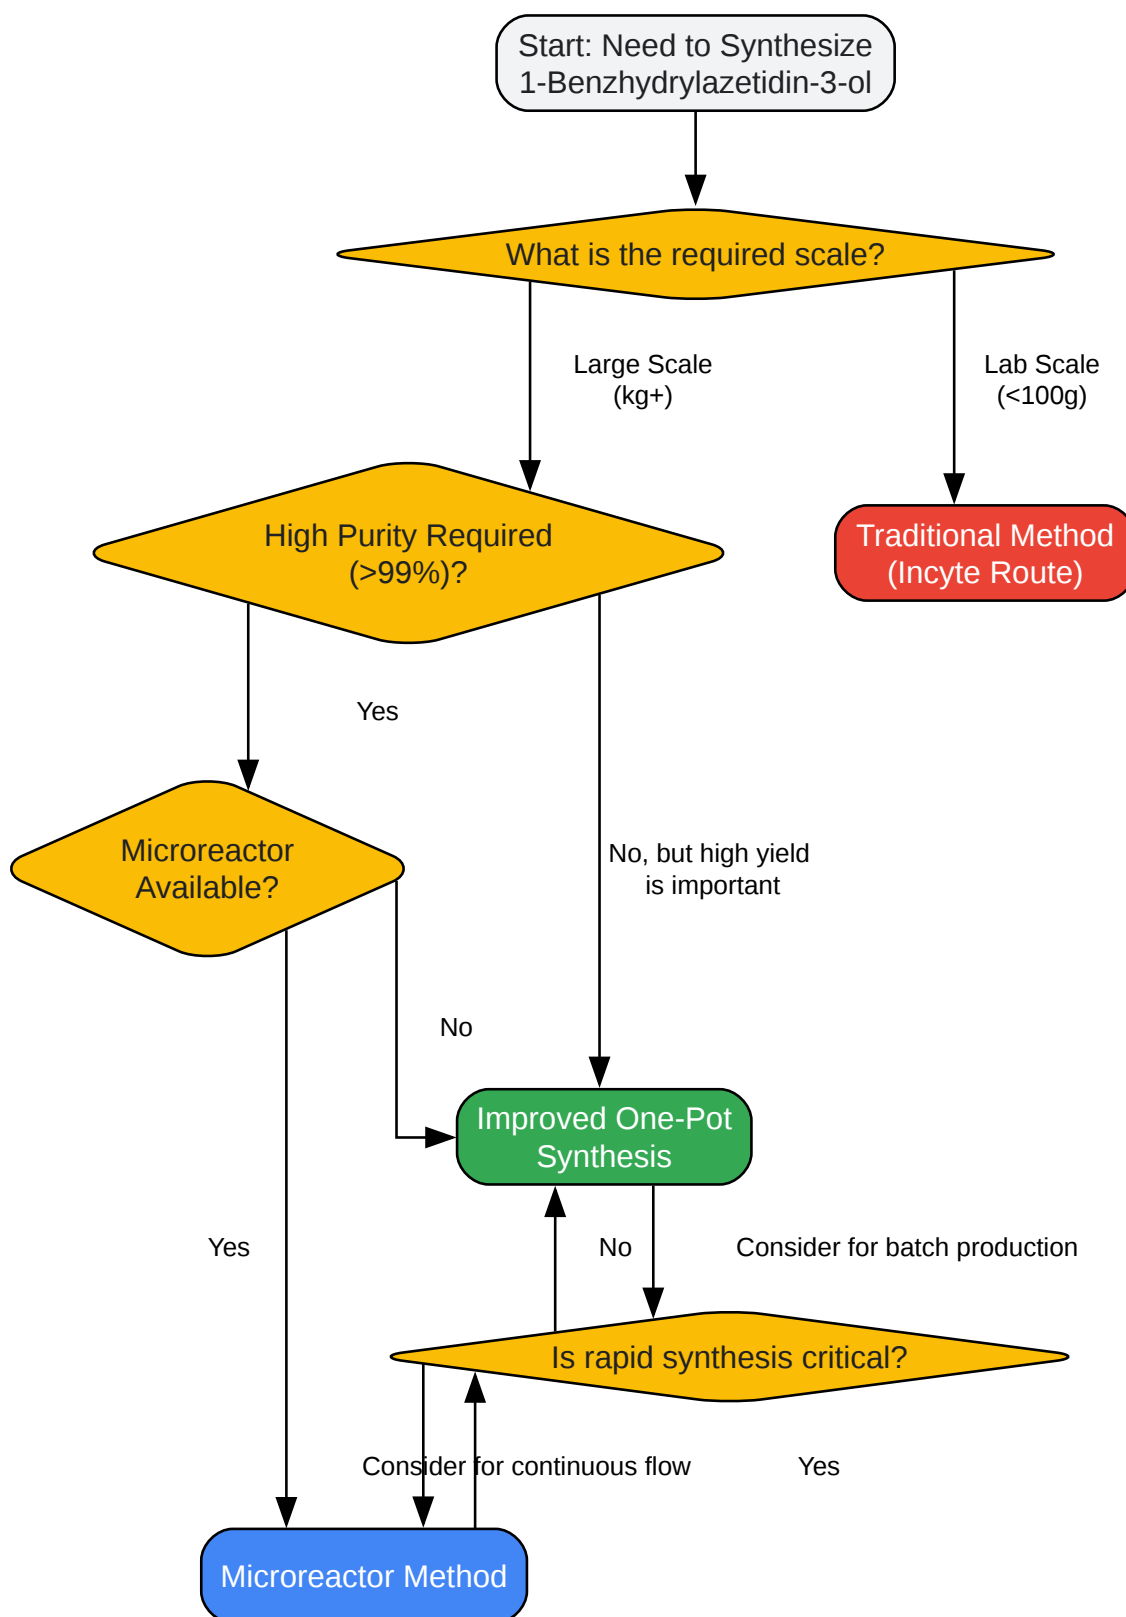 Start: Need to Synthesize
1-Benzhydrylazetidin-3-ol
What is the required scale?
Large Scale
(kg+)
Lab Scale
(<100g)
High Purity Required
(>99%)?
Traditional Method
(Incyte Route)
Yes
Microreactor
Available?
No, but high yield
is important
No
Improved One-Pot
Synthesis
Yes
No
Consider for batch production
Is rapid synthesis critical?
Consider for continuous flow
Yes
Microreactor Method